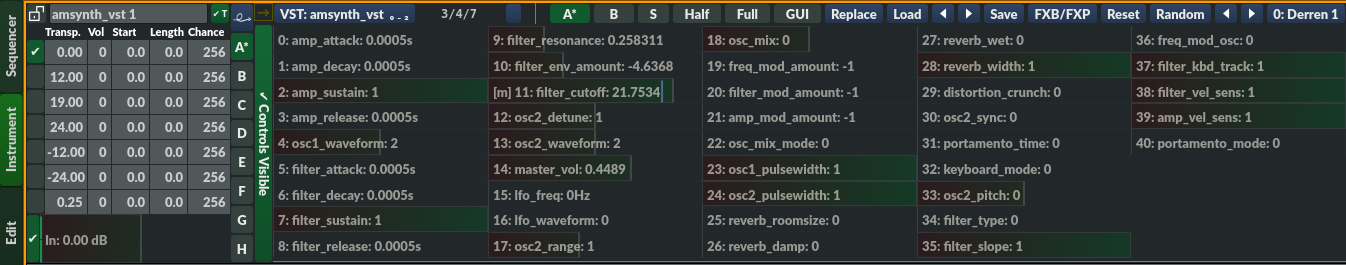 Sequencer
Instrument
Edit
amsynth_vst 1 ✓T
Transp. Vol Start Length Chance
✓ 0.00 0 0.0 0.0 256
12.00 0 0.0 0.0 256
19.00 0 0.0 0.0 256
24.00 0 0.0 0.0 256
-12.00 0 0.0 0.0 256
-24.00 0 0.0 0.0 256
0.25 0 0.0 0.0 256
✓ In: 0.00 dB
A*
B
C
D
E
F
G
H
✓ Controls Visible
VST: amsynth_vst 0 - 2 3/4/7 A* B S Half Full GUI Replace Load Save FXB/FXP Reset Random 0: Derren 1
0: amp_attack: 0.0005s
1: amp_decay: 0.0005s
2: amp_sustain: 1
3: amp_release: 0.0005s
4: osc1_waveform: 2
5: filter_attack: 0.0005s
6: filter_decay: 0.0005s
7: filter_sustain: 1
8: filter_release: 0.0005s
9: filter_resonance: 0.258311
10: filter_env_amount: -4.6368
[m] 11: filter_cutoff: 21.7534
12: osc2_detune: 1
13: osc2_waveform: 2
14: master_vol: 0.4489
15: lfo_freq: 0Hz
16: lfo_waveform: 0
17: osc2_range: 1
18: osc_mix: 0
19: freq_mod_amount: -1
20: filter_mod_amount: -1
21: amp_mod_amount: -1
22: osc_mix_mode: 0
23: osc1_pulsewidth: 1
24: osc2_pulsewidth: 1
25: reverb_roomsize: 0
26: reverb_damp: 0
27: reverb_wet: 0
28: reverb_width: 1
29: distortion_crunch: 0
30: osc2_sync: 0
31: portamento_time: 0
32: keyboard_mode: 0
33: osc2_pitch: 0
34: filter_type: 0
35: filter_slope: 1
36: freq_mod_osc: 0
37: filter_kbd_track: 1
38: filter_vel_sens: 1
39: amp_vel_sens: 1
40: portamento_mode: 0